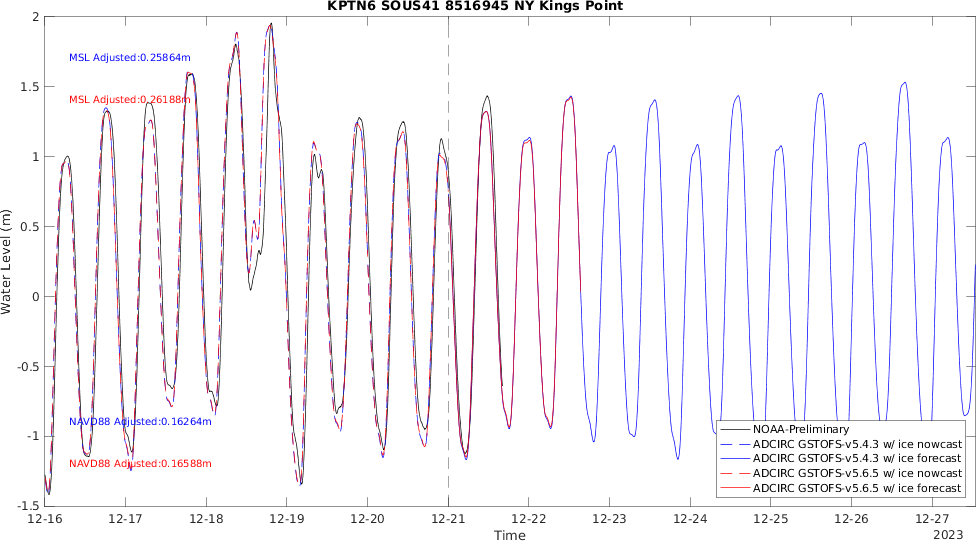 KPTN6 SOUS41 8516945 NY Kings Point
Water Level (m)
2
1.5
1
0.5
0
-0.5
-1
-1.5
MSL Adjusted:0.25864m
MSL Adjusted:0.26188m
NAVD88 Adjusted:0.16264m
NAVD88 Adjusted:0.16588m
NOAA-Preliminary
ADCIRC GSTOFS-v5.4.3 w/ ice nowcast
ADCIRC GSTOFS-v5.4.3 w/ ice forecast
ADCIRC GSTOFS-v5.6.5 w/ ice nowcast
ADCIRC GSTOFS-v5.6.5 w/ ice forecast
12-16 12-17 12-18 12-19 12-20 12-21 12-22 12-23 12-24 12-25 12-26 12-27
Time
2023